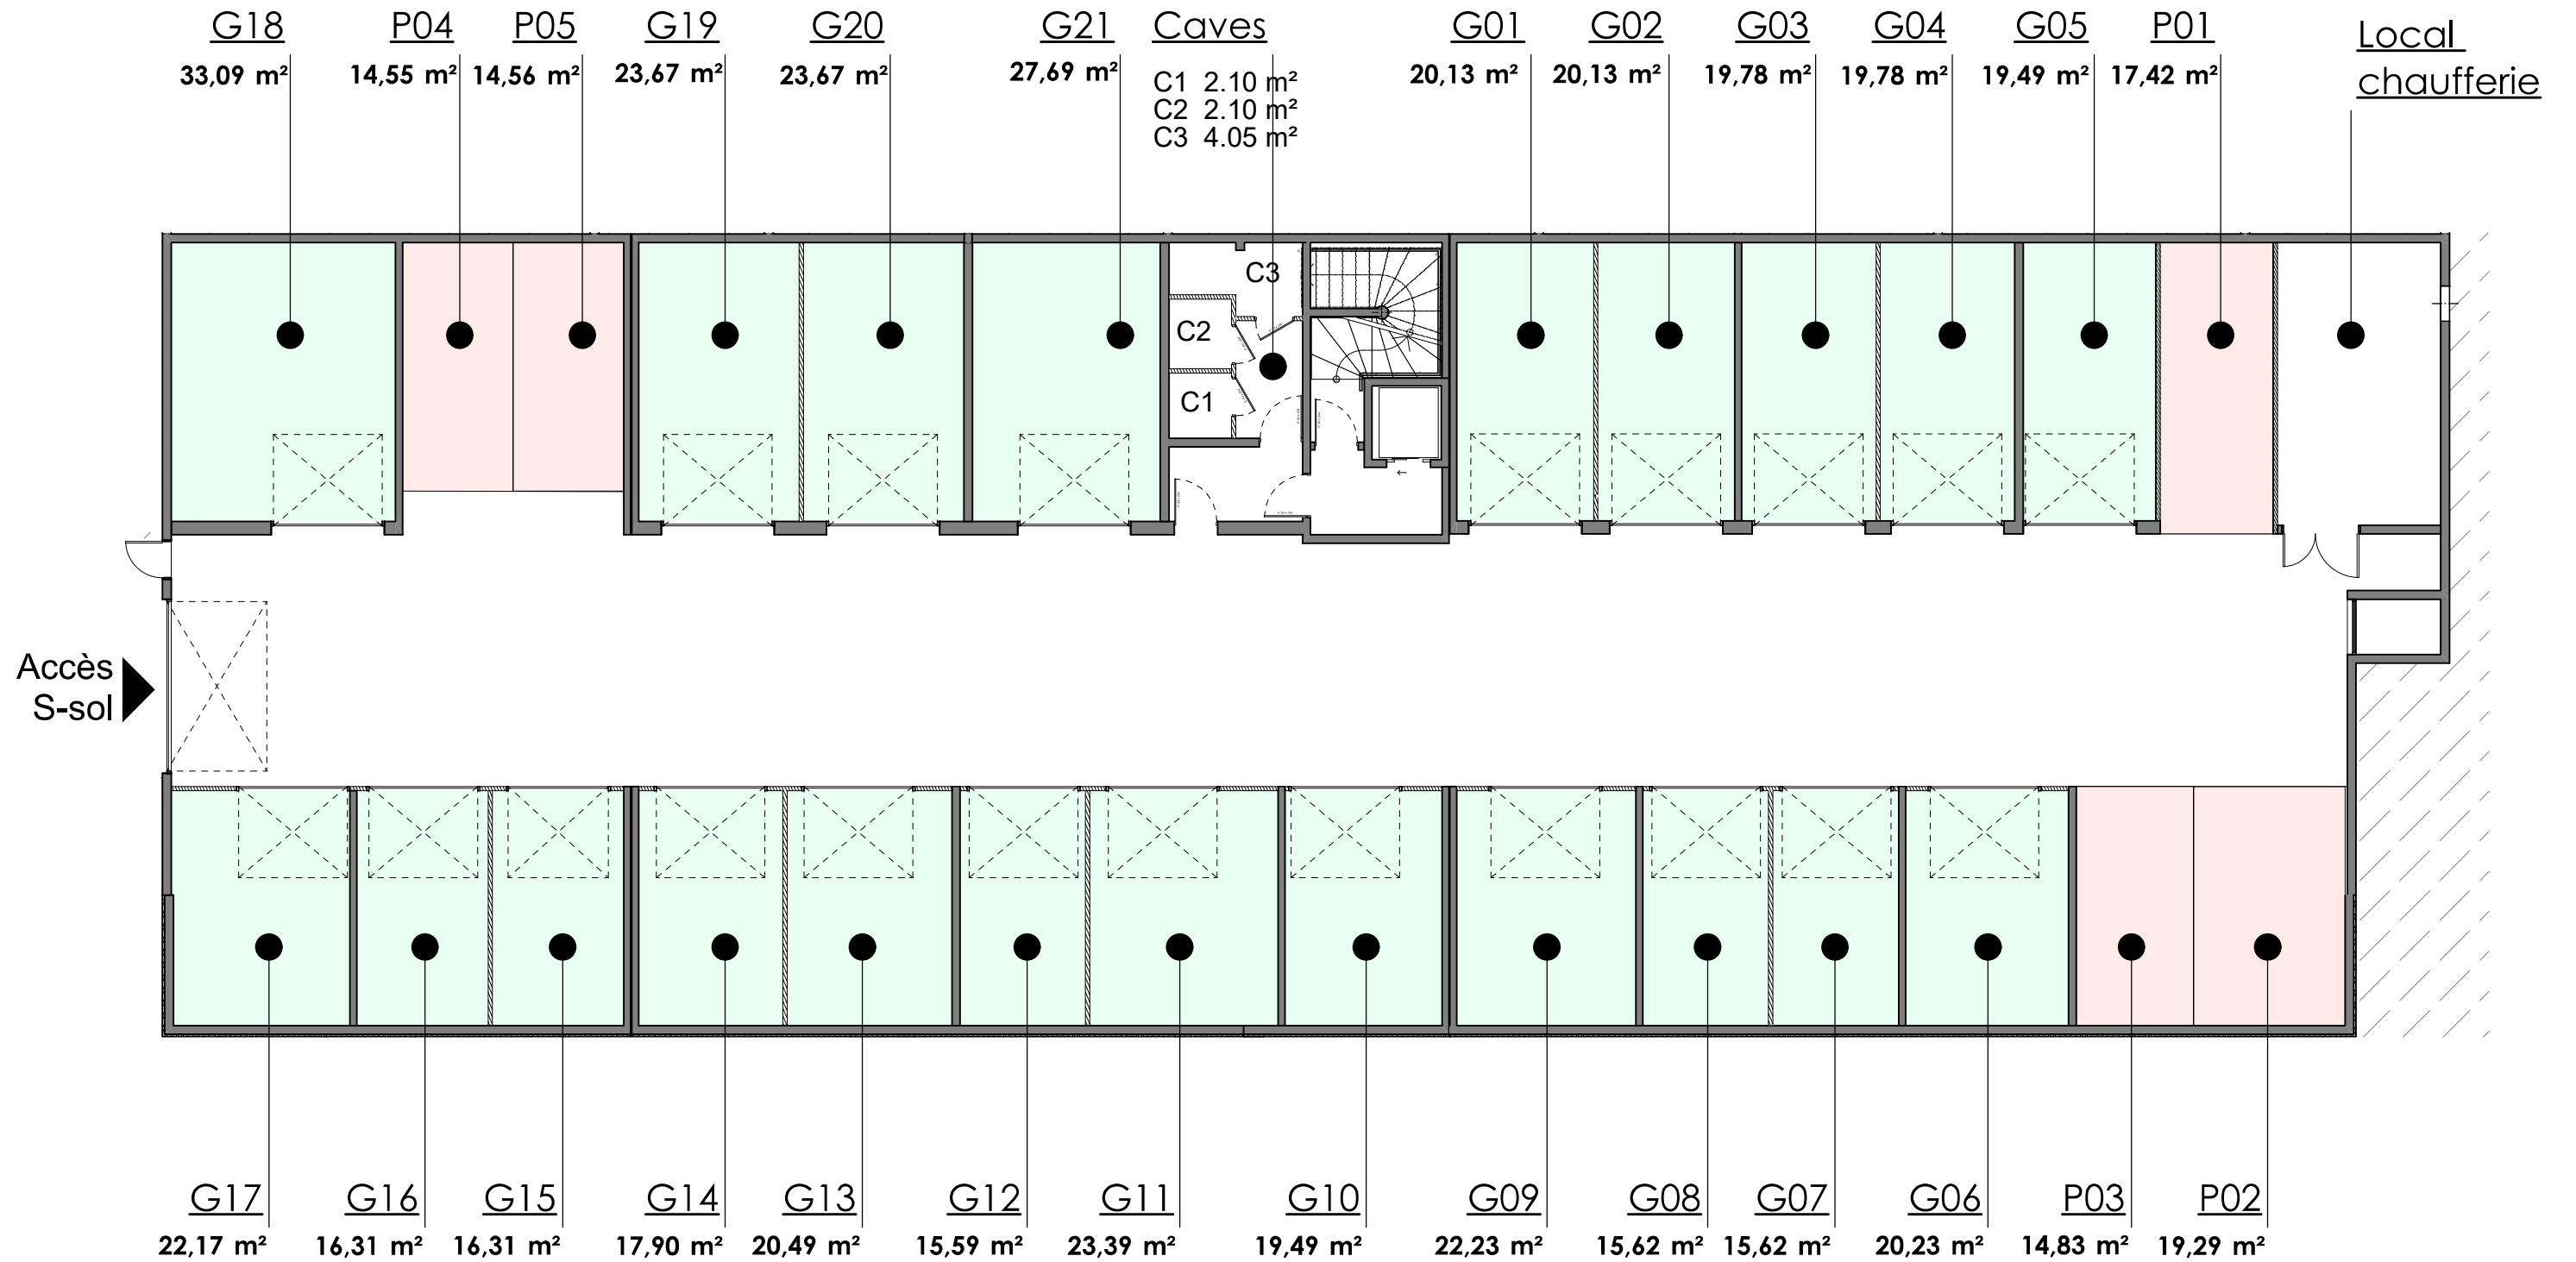 G18 P04 P05 G19 G20 G21 Caves G01 G02 G03 G04 G05 P01 Local
chaufferie
33,09 m² 14,55 m² 14,56 m² 23,67 m² 23,67 m² 27,69 m² 20,13 m² 20,13 m² 19,78 m² 19,78 m² 19,49 m² 17,42 m²
C1 2.10 m²
C2 2.10 m²
C3 4.05 m²
C3
C2
C1
Accès
S-sol
G17 G16 G15 G14 G13 G12 G11 G10 G09 G08 G07 G06 P03 P02
22,17 m² 16,31 m² 16,31 m² 17,90 m² 20,49 m² 15,59 m² 23,39 m² 19,49 m² 22,23 m² 15,62 m² 15,62 m² 20,23 m² 14,83 m² 19,29 m²